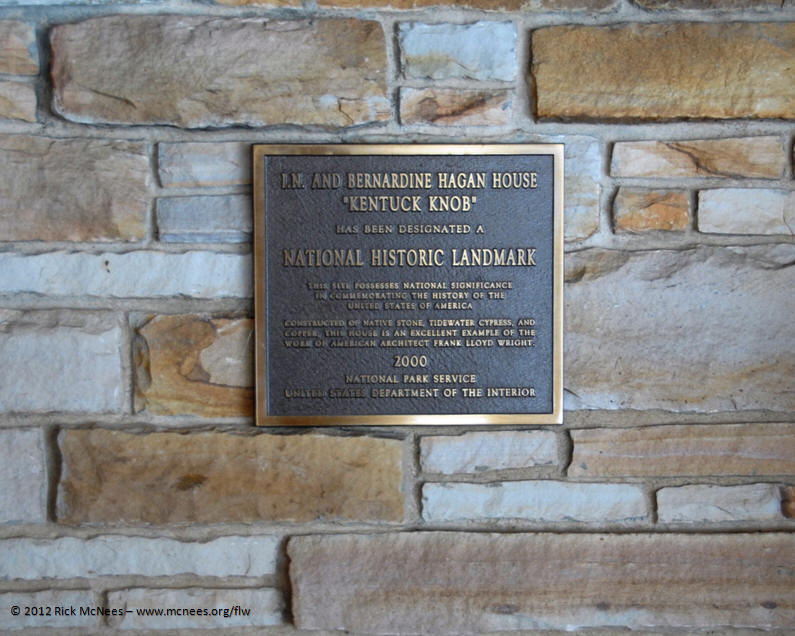 I.N. AND BERNARDINE HAGAN HOUSE
"KENTUCK KNOB"
HAS BEEN DESIGNATED A
NATIONAL HISTORIC LANDMARK
THIS SITE POSSESSES NATIONAL SIGNIFICANCE
IN COMMEMORATING THE HISTORY OF THE
UNITED STATES OF AMERICA
CONSTRUCTED OF NATIVE STONE, TIDEWATER CYPRESS, AND
COPPER, THIS HOUSE IS AN EXCELLENT EXAMPLE OF THE
WORK OF AMERICAN ARCHITECT FRANK LLOYD WRIGHT.
2000
NATIONAL PARK SERVICE
UNITED STATES DEPARTMENT OF THE INTERIOR
© 2012 Rick McNees – www.mcnees.org/flw